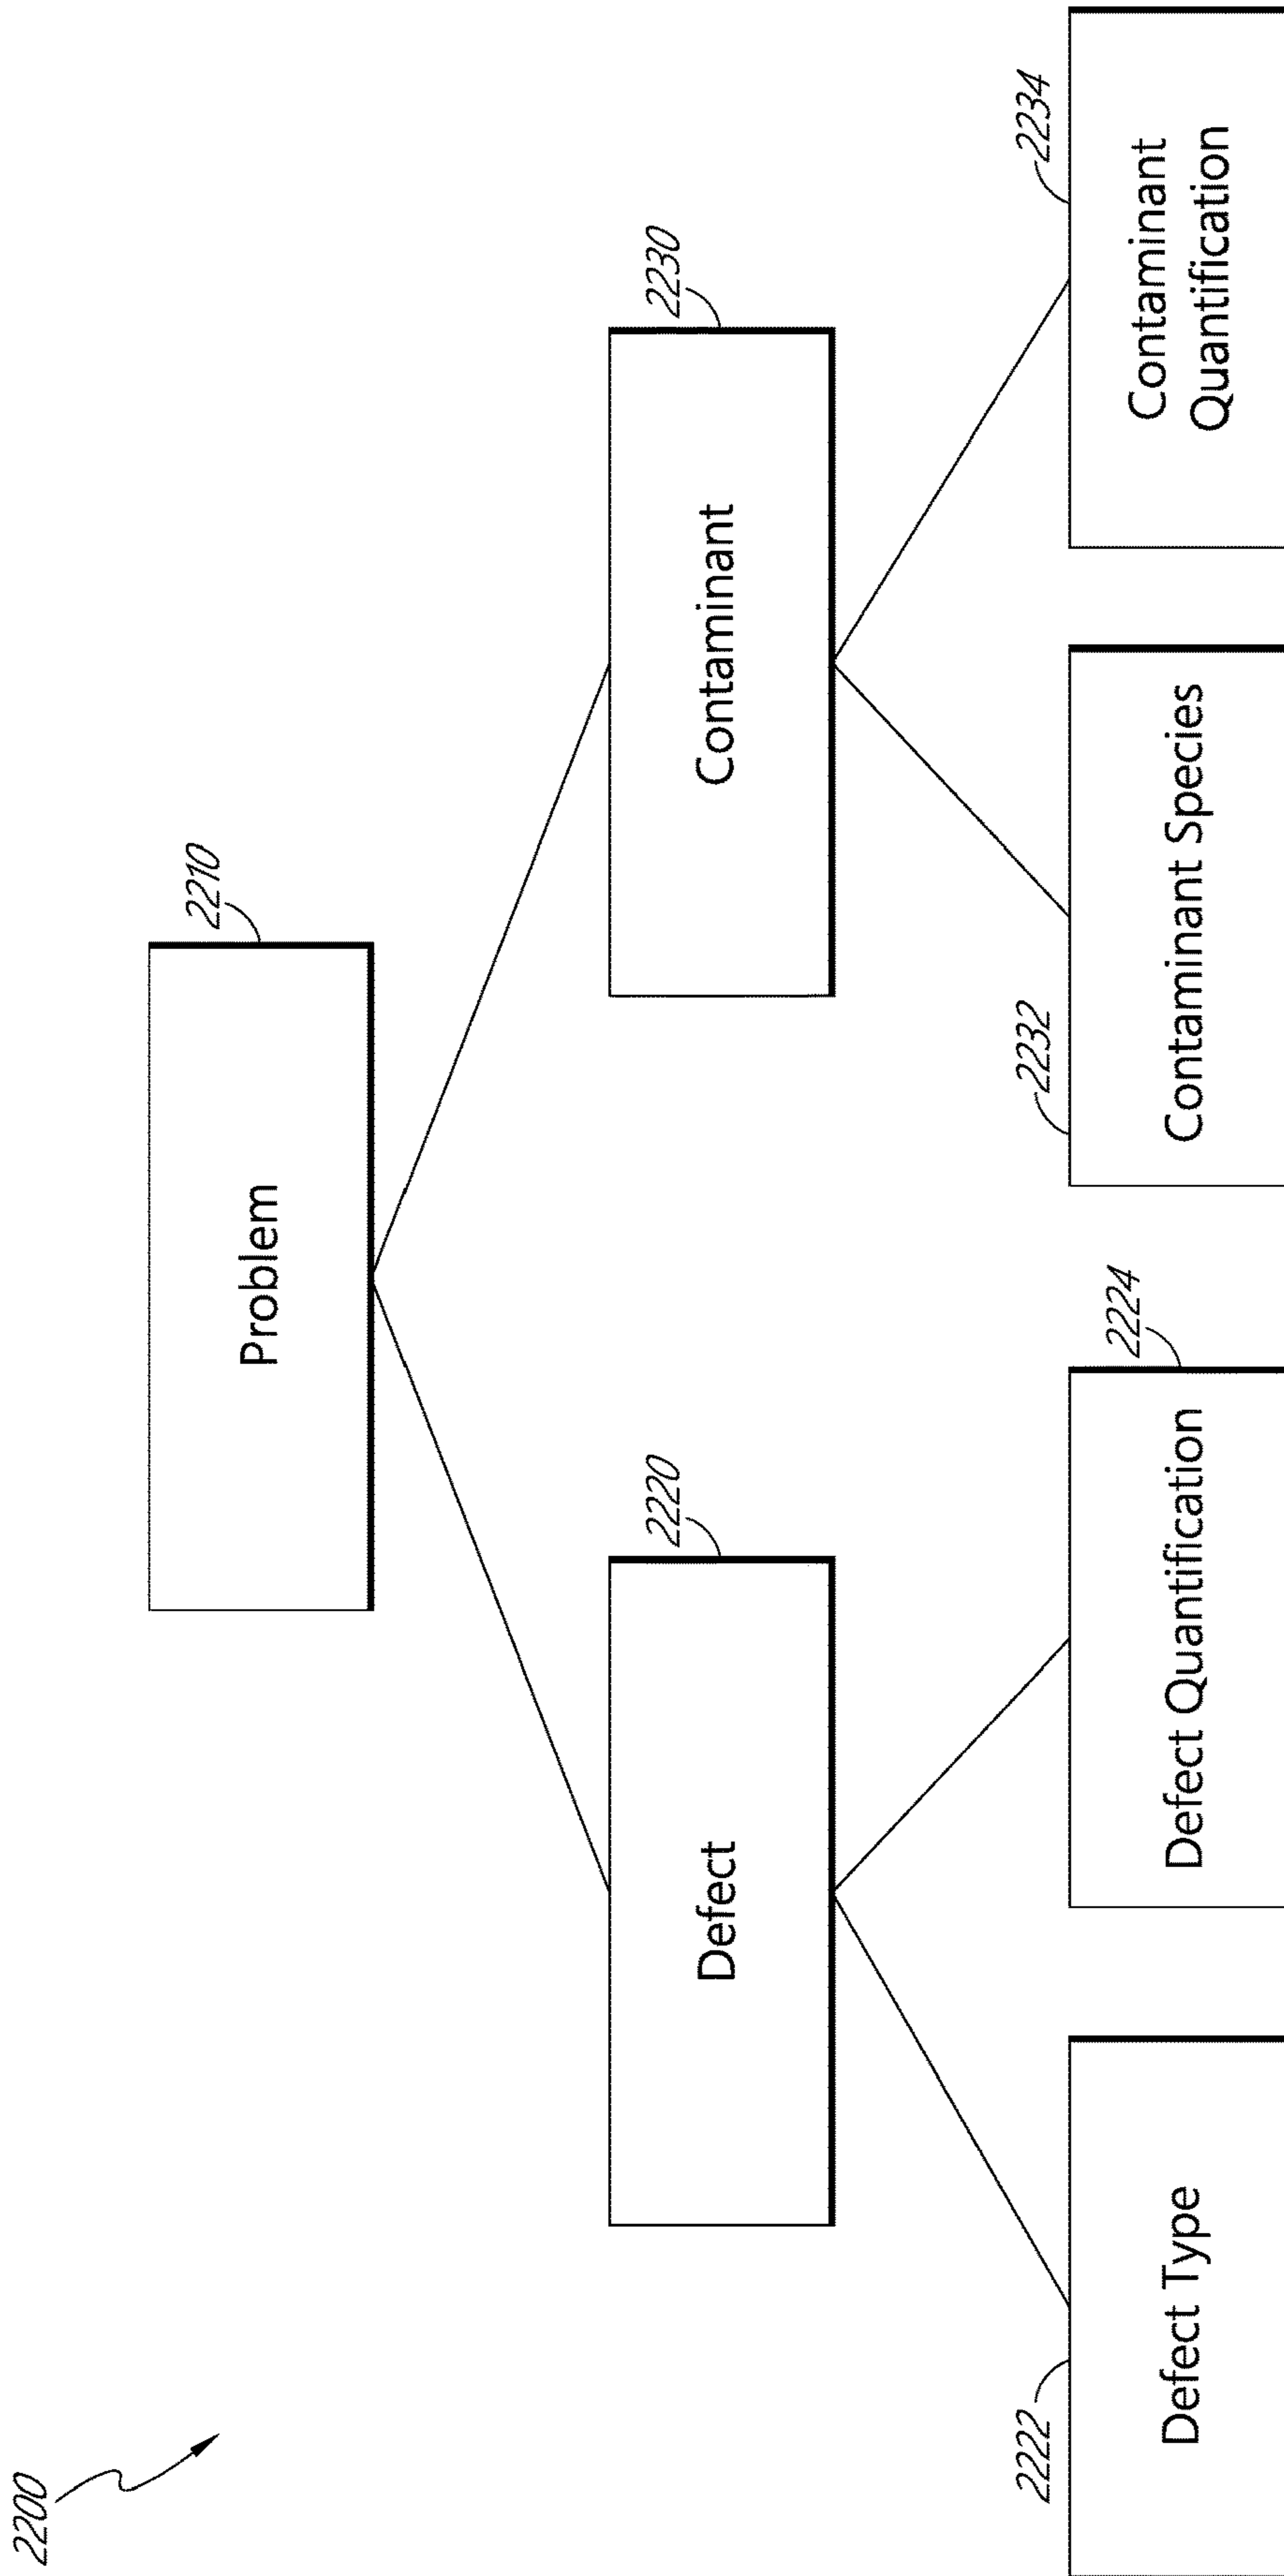 2200
Problem
2210
Defect
2220
Contaminant
2230
2222
Defect Type
Defect Quantification
2224
2232
Contaminant Species
2234
Contaminant
Quantification